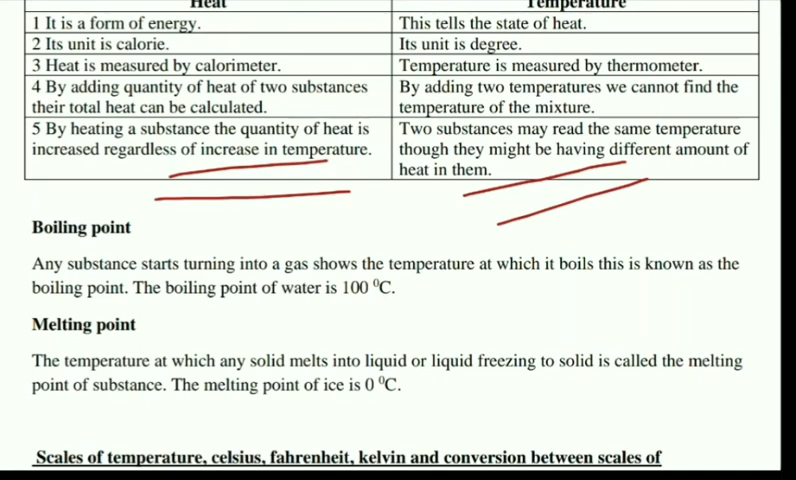 Heat Temperature
1 It is a form of energy. This tells the state of heat.
2 Its unit is calorie. Its unit is degree.
3 Heat is measured by calorimeter. Temperature is measured by thermometer.
4 By adding quantity of heat of two substances By adding two temperatures we cannot find the
their total heat can be calculated. temperature of the mixture.
5 By heating a substance the quantity of heat is Two substances may read the same temperature
increased regardless of increase in temperature. though they might be having different amount of
heat in them.
Boiling point
Any substance starts turning into a gas shows the temperature at which it boils this is known as the
boiling point. The boiling point of water is 100 ⁰C.
Melting point
The temperature at which any solid melts into liquid or liquid freezing to solid is called the melting
point of substance. The melting point of ice is 0 ⁰C.
Scales of temperature, celsius, fahrenheit, kelvin and conversion between scales of